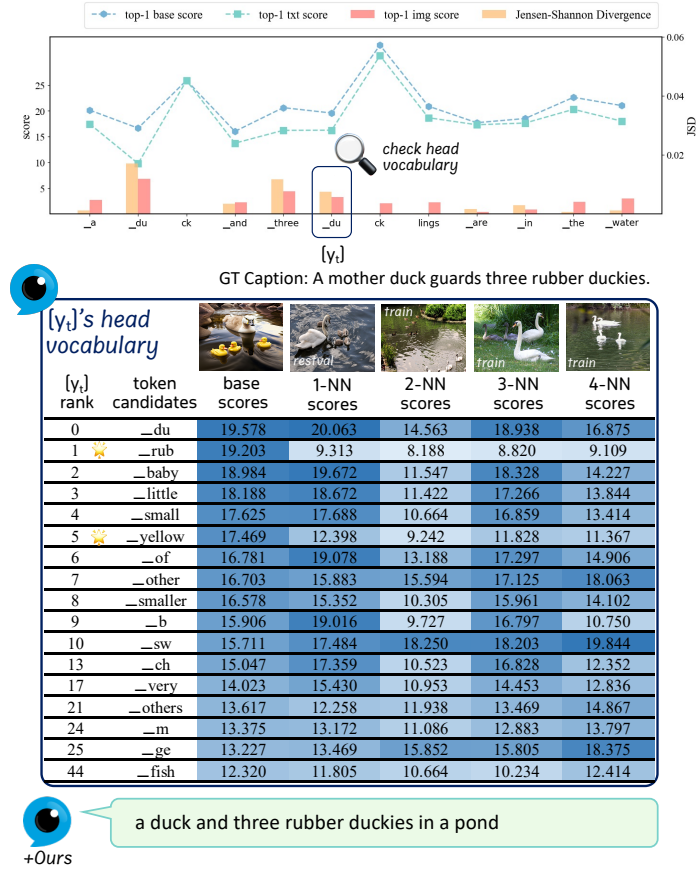 top-1 base score top-1 txt score top-1 img score Jensen-Shannon Divergence
0.06
25
20 0.04
15
10 0.02
5
score
JSD
check head
vocabulary
_a _du ck _and _three _du ck lings _are _in _the _water
[yt]
GT Caption: A mother duck guards three rubber duckies.
[yt)'s head
vocabulary
restval train train train
[yt) token base 1-NN 2-NN 3-NN 4-NN
rank candidates scores scores scores scores scores
0 _du 19.578 20.063 14.563 18.938 16.875
1 _rub 19.203 9.313 8.188 8.820 9.109
2 _baby 18.984 19.672 11.547 18.328 14.227
3 _little 18.188 18.672 11.422 17.266 13.844
4 _small 17.625 17.688 10.664 16.859 13.414
5 _yellow 17.469 12.398 9.242 11.828 11.367
6 _of 16.781 19.078 13.188 17.297 14.906
7 _other 16.703 15.883 15.594 17.125 18.063
8 _smaller 16.578 15.352 10.305 15.961 14.102
9 _b 15.906 19.016 9.727 16.797 10.750
10 _sw 15.711 17.484 18.250 18.203 19.844
13 _ch 15.047 17.359 10.523 16.828 12.352
17 _very 14.023 15.430 10.953 14.453 12.836
21 _others 13.617 12.258 11.938 13.469 14.867
24 _m 13.375 13.172 11.086 12.883 13.797
25 _ge 13.227 13.469 15.852 15.805 18.375
44 _fish 12.320 11.805 10.664 10.234 12.414
a duck and three rubber duckies in a pond
+Ours